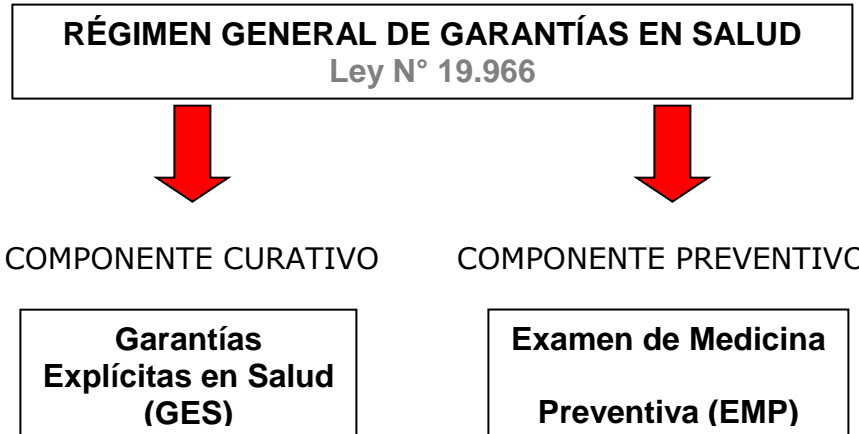 RÉGIMEN GENERAL DE GARANTÍAS EN SALUD
Ley N° 19.966
COMPONENTE CURATIVO
COMPONENTE PREVENTIVO
Garantías
Explícitas en Salud
(GES)
Examen de Medicina
Preventiva (EMP)